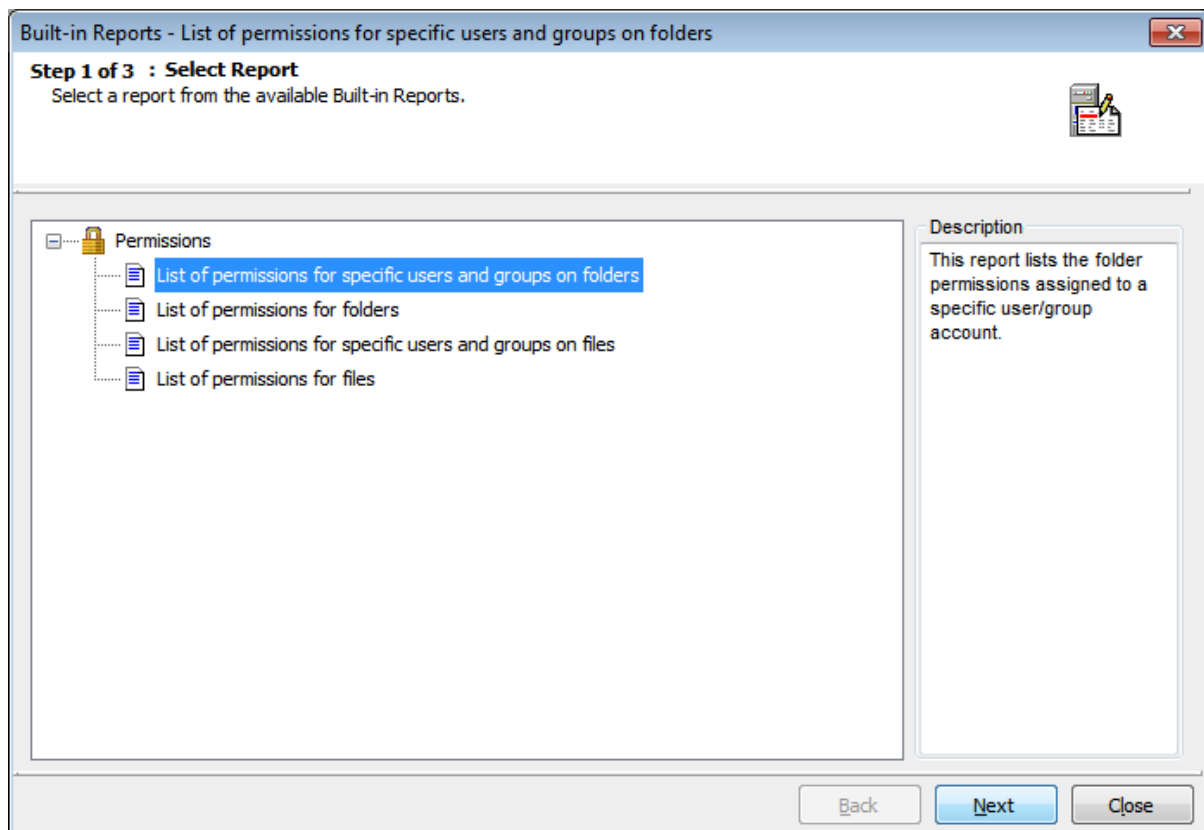 Built-in Reports - List of permissions for specific users and groups on folders
Step 1 of 3 : Select Report
Select a report from the available Built-in Reports.
Permissions
List of permissions for specific users and groups on folders
List of permissions for folders
List of permissions for specific users and groups on files
List of permissions for files
Description
This report lists the folder
permissions assigned to a
specific user/group
account.
Back
Next
Close